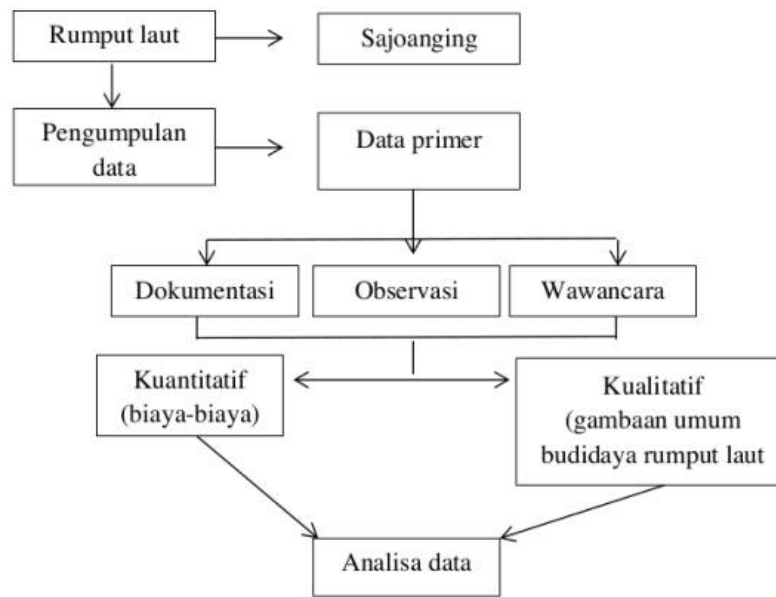 Rumput laut
Sajoanging
Pengumpulan
data
Data primer
Dokumentasi
Observasi
Wawancara
Kuantitatif
(biaya-biaya)
Kualitatif
(gambaan umum
budidaya rumput laut
Analisa data